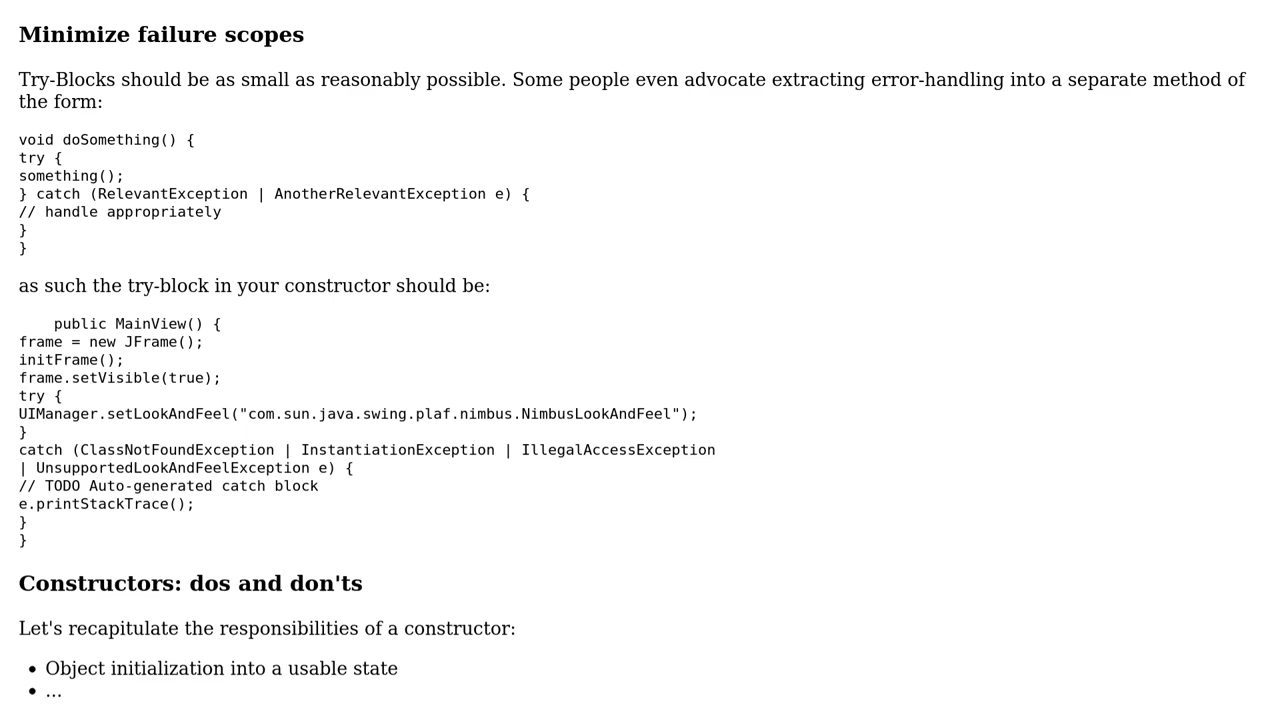 Minimize failure scopes
Try-Blocks should be as small as reasonably possible. Some people even advocate extracting error-handling into a separate method of
the form:
void doSomething() {
try {
something();
} catch (RelevantException | AnotherRelevantException e) {
// handle appropriately
}
}
as such the try-block in your constructor should be:
    public MainView() {
frame = new JFrame();
initFrame();
frame.setVisible(true);
try {
UIManager.setLookAndFeel("com.sun.java.swing.plaf.nimbus.NimbusLookAndFeel");
}
catch (ClassNotFoundException | InstantiationException | IllegalAccessException
| UnsupportedLookAndFeelException e) {
// TODO Auto-generated catch block
e.printStackTrace();
}
}
Constructors: dos and don'ts
Let's recapitulate the responsibilities of a constructor:
• Object initialization into a usable state
• ...